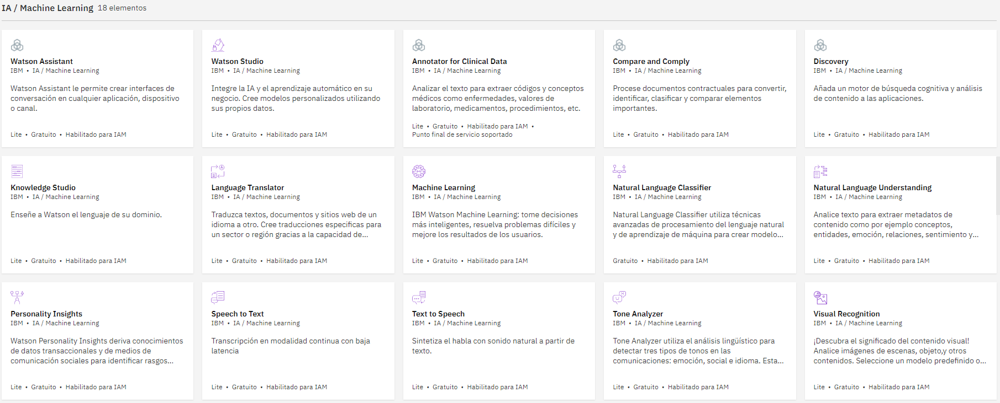 IA / Machine Learning 18 elementos
Watson Assistant
IBM • IA / Machine Learning
Watson Assistant le permite crear interfaces de
conversación en cualquier aplicación, dispositivo
o canal.
Lite • Gratuito • Habilitado para IAM
Watson Studio
IBM • IA / Machine Learning
Integre la IA y el aprendizaje automático en su
negocio. Cree modelos personalizados utilizando
sus propios datos.
Lite • Gratuito • Habilitado para IAM
Annotator for Clinical Data
IBM • IA / Machine Learning
Analizar el texto para extraer códigos y conceptos
médicos como enfermedades, valores de
laboratorio, medicamentos, procedimientos, etc.
Lite • Gratuito • Habilitado para IAM •
Punto final de servicio soportado
Compare and Comply
IBM • IA / Machine Learning
Procese documentos contractuales para convertir,
identificar, clasificar y comparar elementos
importantes.
Lite • Gratuito • Habilitado para IAM
Discovery
IBM • IA / Machine Learning
Añada un motor de búsqueda cognitiva y análisis
de contenido a las aplicaciones.
Lite • Gratuito • Habilitado para IAM
Knowledge Studio
IBM • IA / Machine Learning
Enseñe a Watson el lenguaje de su dominio.
Lite • Gratuito • Habilitado para IAM
Language Translator
IBM • IA / Machine Learning
Traduzca textos, documentos y sitios web de un
idioma a otro. Cree traducciones especificas para
un sector o región gracias a la capacidad de...
Lite • Gratuito • Habilitado para IAM
Machine Learning
IBM • IA / Machine Learning
IBM Watson Machine Learning: tome decisiones
más inteligentes, resuelva problemas difíciles y
mejore los resultados de los usuarios.
Lite • Gratuito • Habilitado para IAM
Natural Language Classifier
IBM • IA / Machine Learning
Natural Language Classifier utiliza técnicas
avanzadas de procesamiento del lenguaje natural
y de aprendizaje de máquina para crear modelo...
Gratuito • Habilitado para IAM
Natural Language Understanding
IBM • IA / Machine Learning
Analice texto para extraer metadatos de
contenido como por ejemplo conceptos,
entidades, emoción, relaciones, sentimiento y...
Lite • Gratuito • Habilitado para IAM
Personality Insights
IBM • IA / Machine Learning
Watson Personality Insights deriva conocimientos
de datos transaccionales y de medios de
comunicación sociales para identificar rasgos...
Lite • Gratuito • Habilitado para IAM
Speech to Text
IBM • IA / Machine Learning
Transcripción en modalidad continua con baja
latencia
Lite • Gratuito • Habilitado para IAM
Text to Speech
IBM • IA / Machine Learning
Sintetiza el habla con sonido natural a partir de
texto.
Lite • Gratuito • Habilitado para IAM
Tone Analyzer
IBM • IA / Machine Learning
Tone Analyzer utiliza el análisis lingüístico para
detectar tres tipos de tonos en las
comunicaciones: emoción, social e idioma. Esta...
Lite • Gratuito • Habilitado para IAM
Visual Recognition
IBM • IA / Machine Learning
¡Descubra el significado del contenido visual!
Analice imágenes de escenas, objeto,y otros
contenidos. Seleccione un modelo predefinido o...
Lite • Gratuito • Habilitado para IAM